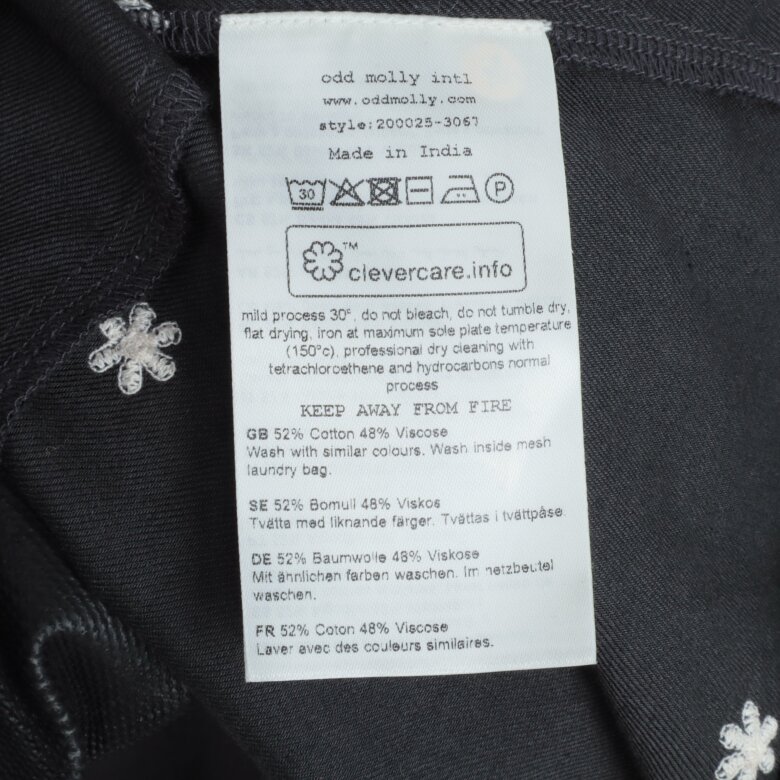 odd molly intl
www.oddmolly.com
style:200025-3067
Made in India
30 P
™
clevercare.info
mild process 30°, do not bleach, do not tumble dry,
flat drying, iron at maximum sole plate temperature
(150°c), professional dry cleaning with
tetrachloroethene and hydrocarbons normal
process
KEEP AWAY FROM FIRE
GB 52% Cotton 48% Viscose
Wash with similar colours. Wash inside mesh
laundry bag.
SE 52% Bomull 48% Viskos
Tvätta med liknande färger. Tvättas i tvättpåse
DE 52% Baumwolle 48% Viskose
Mit ännlichen farben waschen. Im netzbeutel
waschen.
FR 52% Coton 48% Viscose
Laver avec des couleurs similaires.